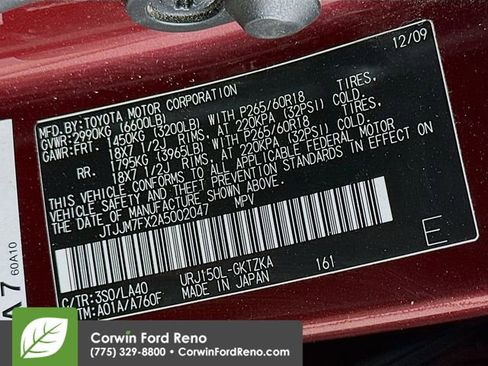 12/09
MFD.BY:TOYOTA MOTOR CORPORATION
GVWR:2990KG (6600LB)
GAWR:FRT. 1450KG (3200LB) WITH P265/60R18 TIRES,
18X7 1/2J RIMS, AT 220KPA (32PSI) COLD.
RR. 1795KG (3965LB) WITH P265/60R18 TIRES,
18X7 1/2J RIMS, AT 220KPA (32PSI) COLD.
THIS VEHICLE CONFORMS TO ALL APPLICABLE FEDERAL MOTOR
VEHICLE SAFETY AND THEFT PREVENTION STANDARDS IN EFFECT ON
THE DATE OF MANUFACTURE SHOWN ABOVE.
JTJJM7FX2A5002047 MPV
E
C/TR:3S0/LA40 URJ150L-GKTZKA 161
TM:A01A/A760F MADE IN JAPAN
A7
60A10
Corwin Ford Reno
(775) 329-8800 • CorwinFordReno.com